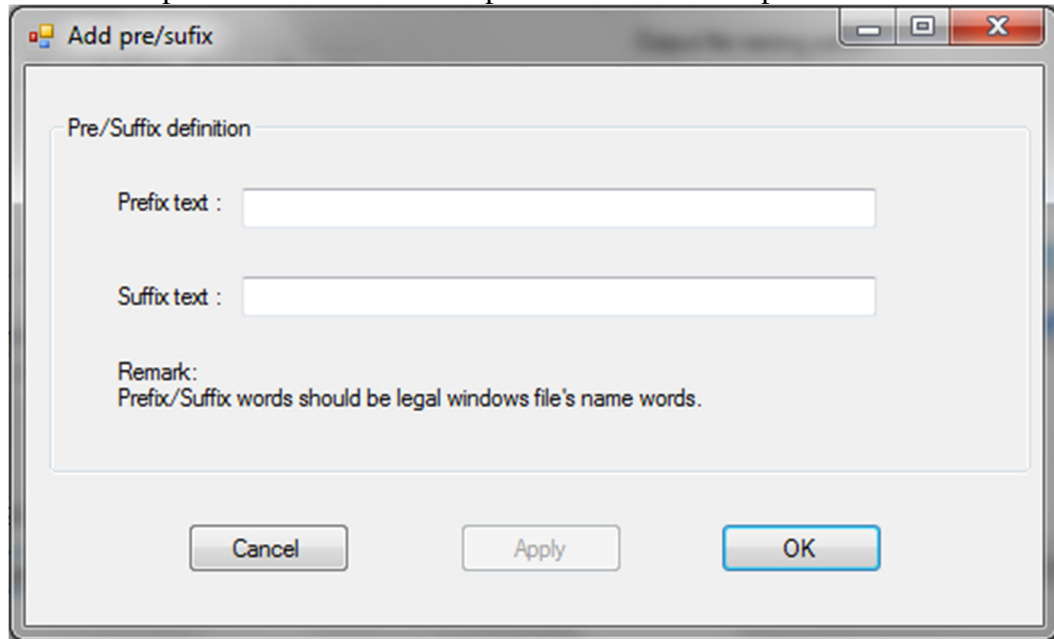 Add pre/sufix
Pre/Suffix definition
Prefix text :
Suffix text :
Remark:
Prefix/Suffix words should be legal windows file's name words.
Cancel
Apply
OK